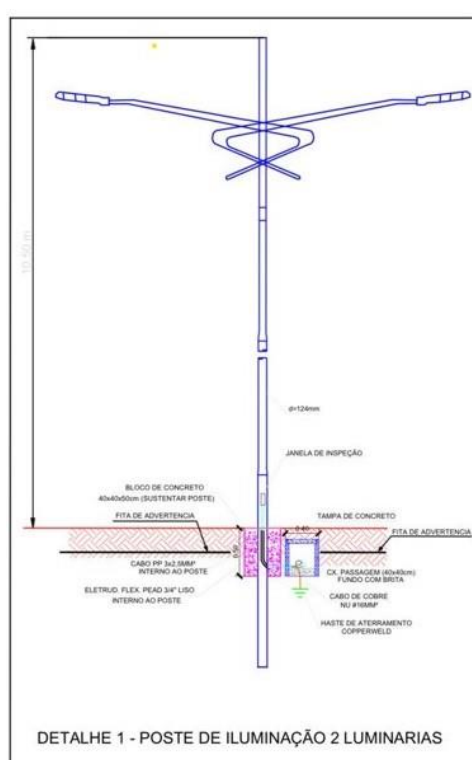 10,50 m
d=124mm
JANELA DE INSPEÇÃO
BLOCO DE CONCRETO
40x40x50cm (SUSTENTAR POSTE)
TAMPA DE CONCRETO
FITA DE ADVERTENCIA
0.40
FITA DE ADVERTENCIA
0.50
CABO PP 3x2,5MM²
INTERNO AO POSTE
CX. PASSAGEM (40x40cm)
FUNDO COM BRITA
ELETRUD. FLEX. PEAD 3/4" LISO
INTERNO AO POSTE
CABO DE COBRE
NU #16MM²
HASTE DE ATERRAMENTO
COPPERWELD
DETALHE 1 - POSTE DE ILUMINAÇÃO 2 LUMINARIAS